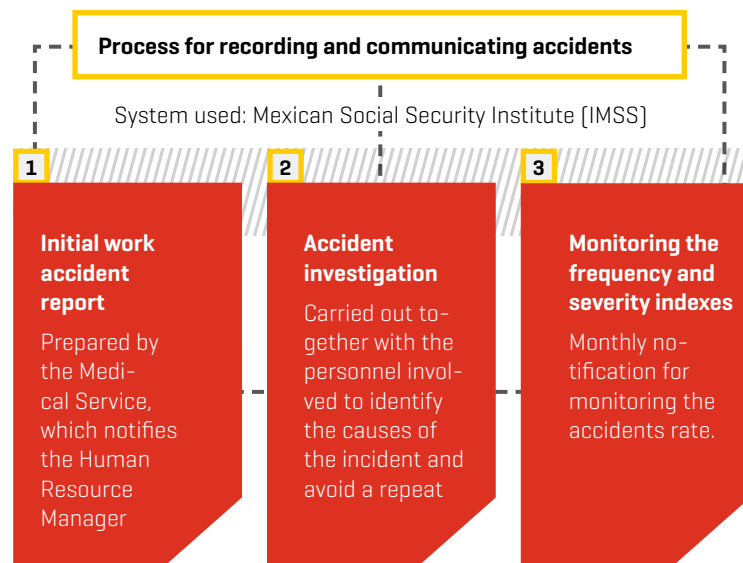 Process for recording and communicating accidents
System used: Mexican Social Security Institute (IMSS)
1
Initial work
accident
report
Prepared by
the Medi-
cal Service,
which notifies
the Human
Resource
Manager
2
Accident
investigation
Carried out to-
gether with the
personnel invol-
ved to identify
the causes of
the incident and
avoid a repeat
3
Monitoring the
frequency and
severity indexes
Monthly no-
tification for
monitoring the
accidents rate.